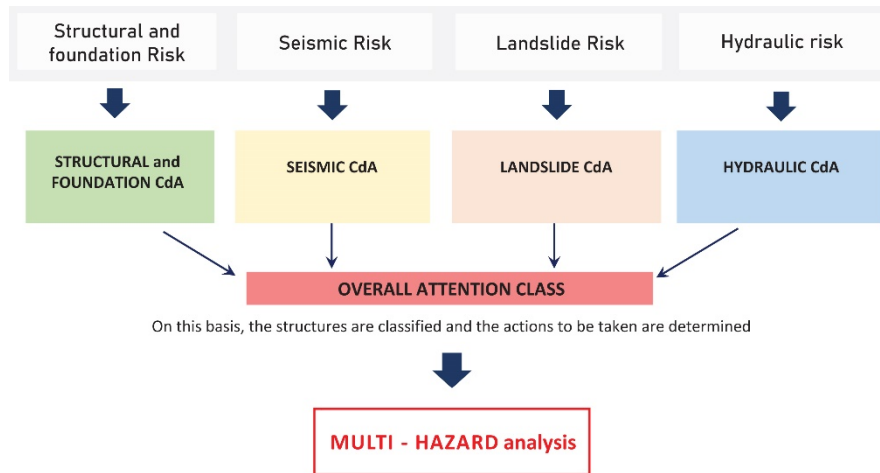 Structural and
foundation Risk
Seismic Risk
Landslide Risk
Hydraulic risk
STRUCTURAL and
FOUNDATION CdA
SEISMIC CdA
LANDSLIDE CdA
HYDRAULIC CdA
OVERALL ATTENTION CLASS
On this basis, the structures are classified and the actions to be taken are determined
MULTI - HAZARD analysis